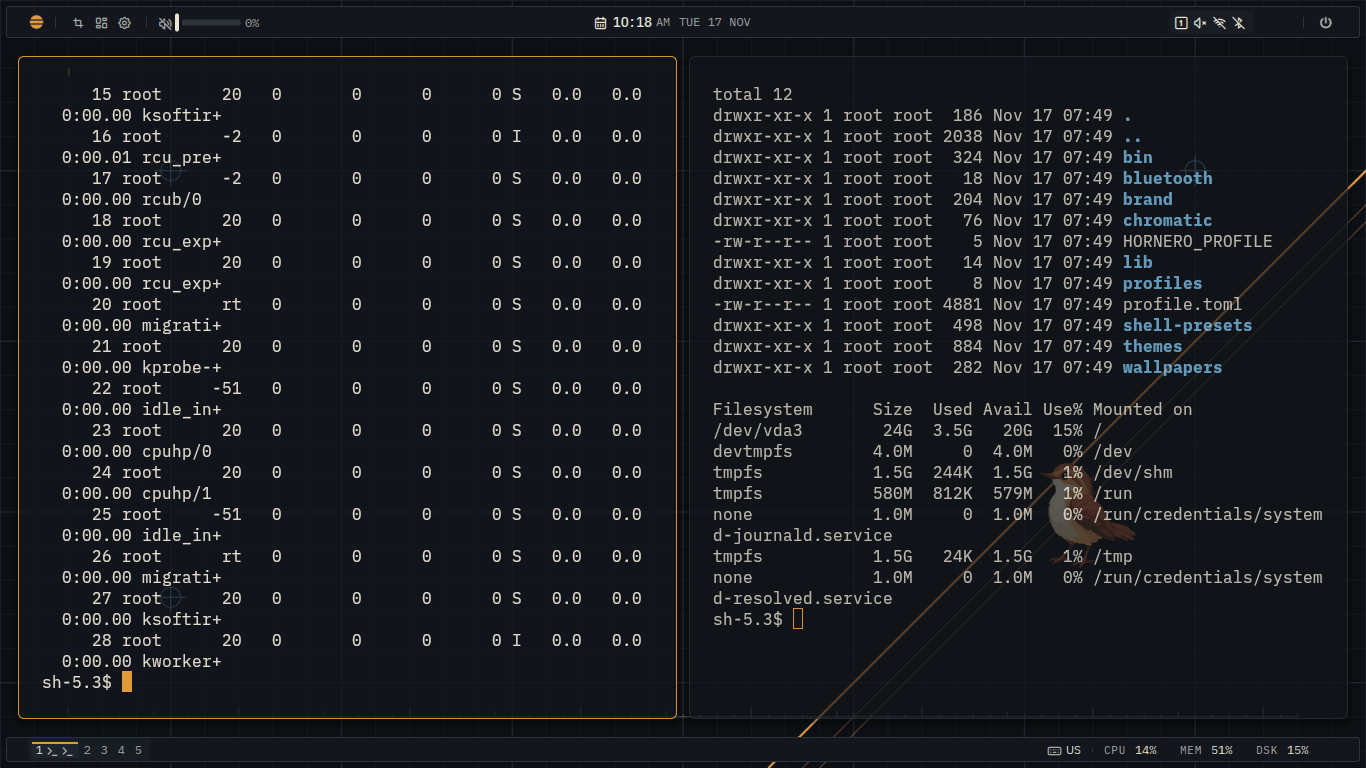 0%
10:18 AM TUE 17 NOV
1
15 root 20 0 0 0 0 S 0.0 0.0
0:00.00 ksoftir+
16 root -2 0 0 0 0 I 0.0 0.0
0:00.01 rcu_pre+
17 root -2 0 0 0 0 S 0.0 0.0
0:00.00 rcub/0
18 root 20 0 0 0 0 S 0.0 0.0
0:00.00 rcu_exp+
19 root 20 0 0 0 0 S 0.0 0.0
0:00.00 rcu_exp+
20 root rt 0 0 0 0 S 0.0 0.0
0:00.00 migrati+
21 root 20 0 0 0 0 S 0.0 0.0
0:00.00 kprobe-+
22 root -51 0 0 0 0 S 0.0 0.0
0:00.00 idle_in+
23 root 20 0 0 0 0 S 0.0 0.0
0:00.00 cpuhp/0
24 root 20 0 0 0 0 S 0.0 0.0
0:00.00 cpuhp/1
25 root -51 0 0 0 0 S 0.0 0.0
0:00.00 idle_in+
26 root rt 0 0 0 0 S 0.0 0.0
0:00.00 migrati+
27 root 20 0 0 0 0 S 0.0 0.0
0:00.00 ksoftir+
28 root 20 0 0 0 0 I 0.0 0.0
0:00.00 kworker+
sh-5.3$
total 12
drwxr-xr-x 1 root root 186 Nov 17 07:49 .
drwxr-xr-x 1 root root 2038 Nov 17 07:49 ..
drwxr-xr-x 1 root root 324 Nov 17 07:49 bin
drwxr-xr-x 1 root root 18 Nov 17 07:49 bluetooth
drwxr-xr-x 1 root root 204 Nov 17 07:49 brand
drwxr-xr-x 1 root root 76 Nov 17 07:49 chromatic
-rw-r--r-- 1 root root 5 Nov 17 07:49 HORNERO_PROFILE
drwxr-xr-x 1 root root 14 Nov 17 07:49 lib
drwxr-xr-x 1 root root 8 Nov 17 07:49 profiles
-rw-r--r-- 1 root root 4881 Nov 17 07:49 profile.toml
drwxr-xr-x 1 root root 498 Nov 17 07:49 shell-presets
drwxr-xr-x 1 root root 884 Nov 17 07:49 themes
drwxr-xr-x 1 root root 282 Nov 17 07:49 wallpapers
Filesystem Size Used Avail Use% Mounted on
/dev/vda3 24G 3.5G 20G 15% /
devtmpfs 4.0M 0 4.0M 0% /dev
tmpfs 1.5G 244K 1.5G 1% /dev/shm
tmpfs 580M 812K 579M 1% /run
none 1.0M 0 1.0M 0% /run/credentials/system
d-journald.service
tmpfs 1.5G 24K 1.5G 1% /tmp
none 1.0M 0 1.0M 0% /run/credentials/system
d-resolved.service
sh-5.3$
1 2 3 4 5
US CPU 14% MEM 51% DSK 15%